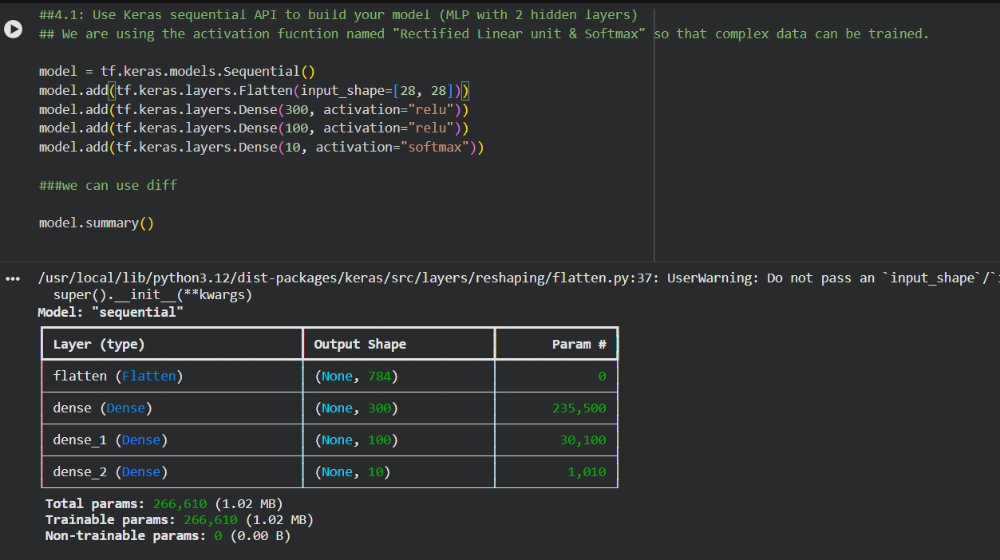 ##4.1: Use Keras sequential API to build your model (MLP with 2 hidden layers)
## We are using the activation fucntion named "Rectified Linear unit & Softmax" so that complex data can be trained.
model = tf.keras.models.Sequential()
model.add(tf.keras.layers.Flatten(input_shape=[28, 28]))
model.add(tf.keras.layers.Dense(300, activation="relu"))
model.add(tf.keras.layers.Dense(100, activation="relu"))
model.add(tf.keras.layers.Dense(10, activation="softmax"))
###we can use diff
model.summary()
/usr/local/lib/python3.12/dist-packages/keras/src/layers/reshaping/flatten.py:37: UserWarning: Do not pass an `input_shape`/`
super().__init__(**kwargs)
Model: "sequential"
Layer (type) Output Shape Param #
flatten (Flatten) (None, 784) 0
dense (Dense) (None, 300) 235,500
dense_1 (Dense) (None, 100) 30,100
dense_2 (Dense) (None, 10) 1,010
Total params: 266,610 (1.02 MB)
Trainable params: 266,610 (1.02 MB)
Non-trainable params: 0 (0.00 B)